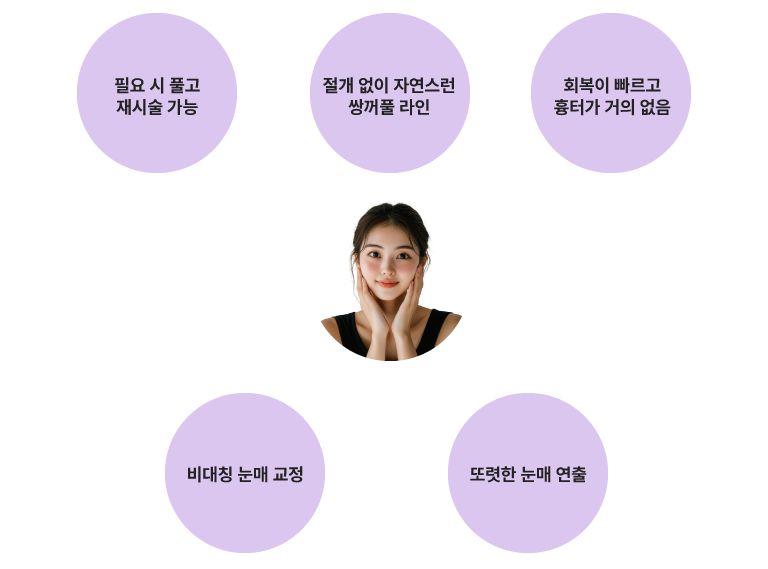 필요 시 풀고
재시술 가능
절개 없이 자연스런
쌍꺼풀 라인
회복이 빠르고
흉터가 거의 없음
비대칭 눈매 교정
또렷한 눈매 연출